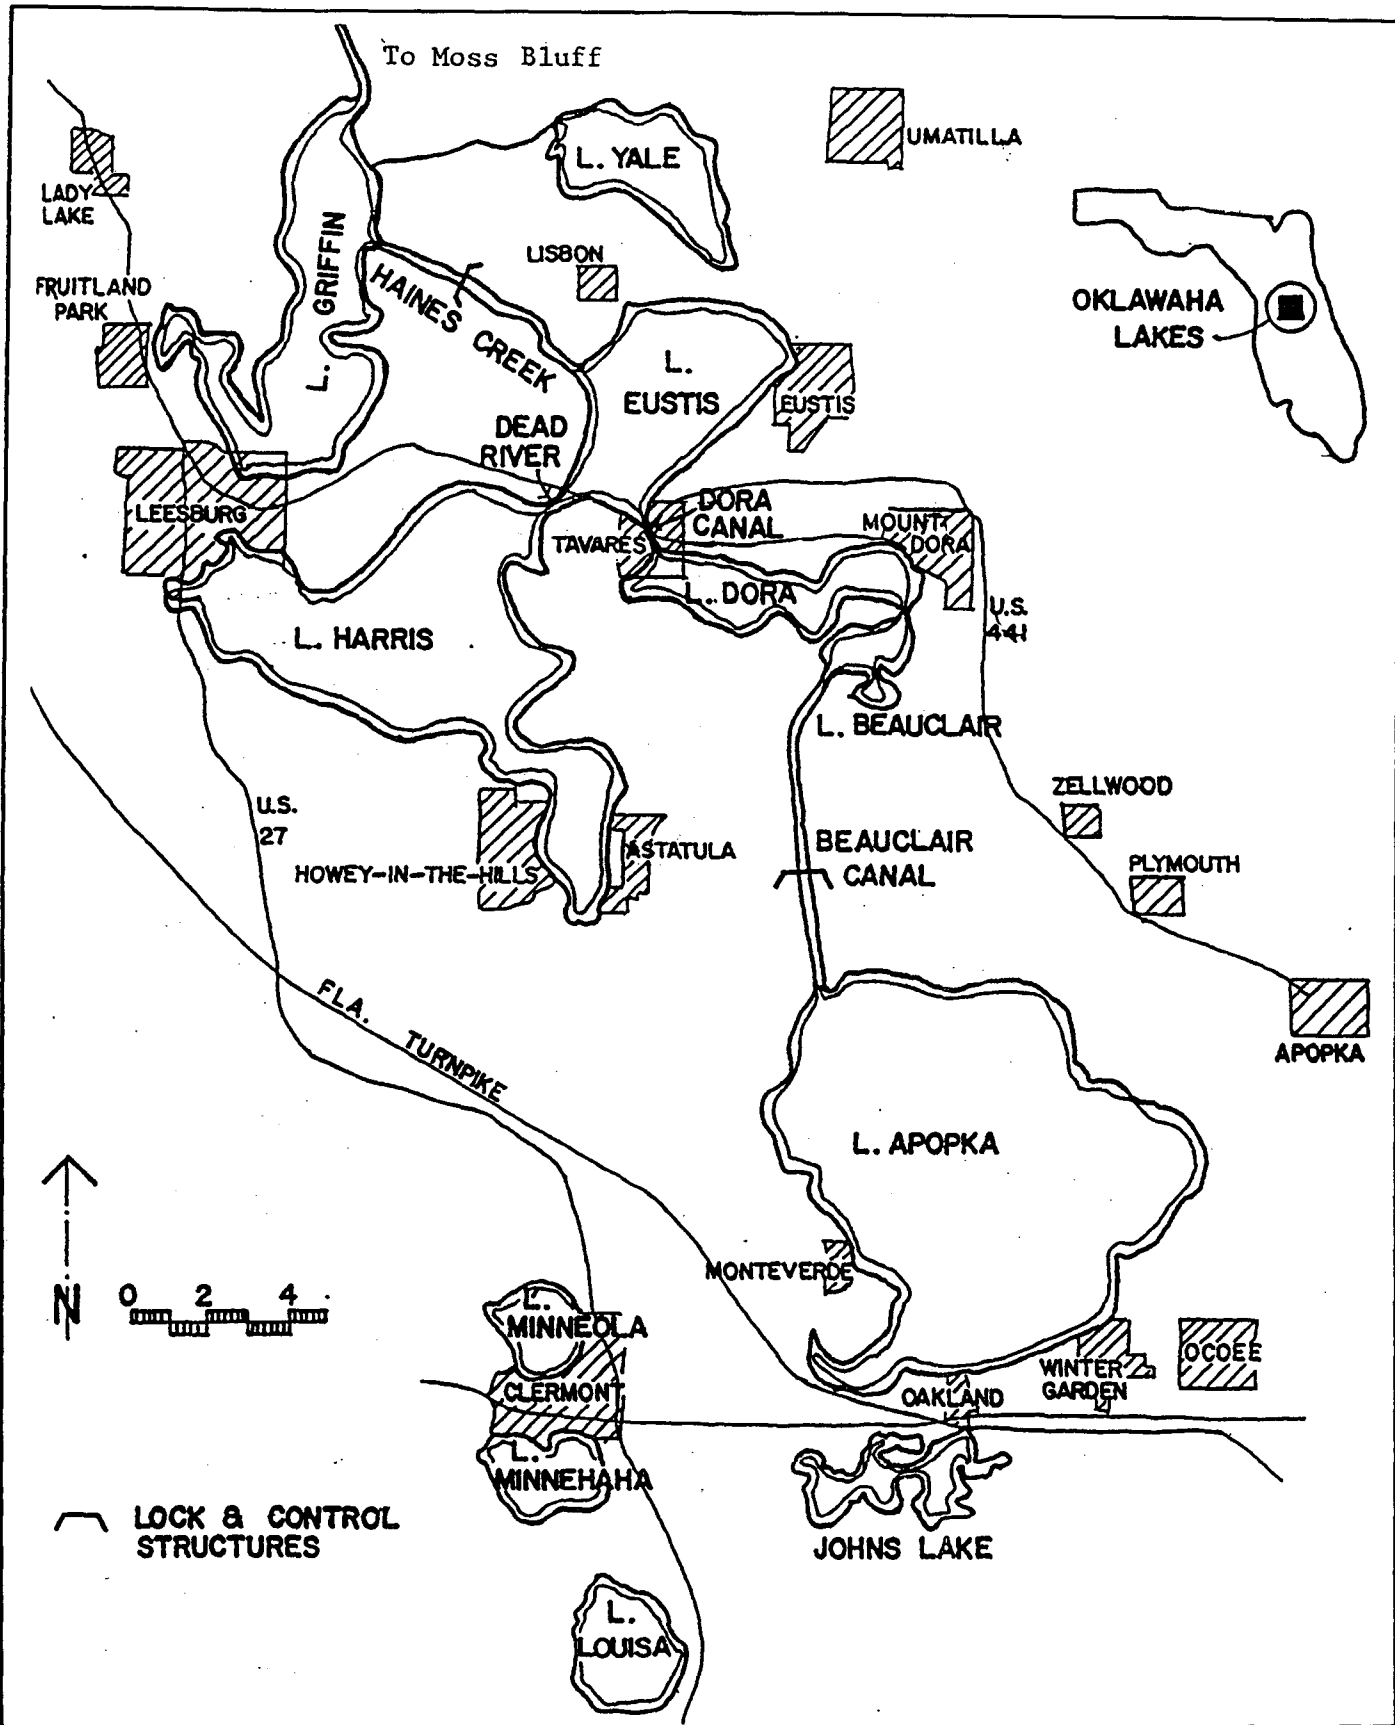 To Moss Bluff
UMATILLA
L. YALE
LADY
LAKE
L. GRIFFIN
LISBON
FRUITLAND
PARK
HAINES CREEK
OKLAWAHA
LAKES
L.
EUSTIS
EUSTIS
DEAD
RIVER
LEESBURG
DORA
CANAL
TAVARES
MOUNT
DORA
L. DORA
U.S.
441
L. HARRIS
L. BEAUCLAIR
ZELLWOOD
U.S.
27
BEAUCLAIR
CANAL
ASTATULA
HOWEY-IN-THE-HILLS
PLYMOUTH
FLA. TURNPIKE
APOPKA
L. APOPKA
MONTEVERDE
N
0 2 4
L.
MINNEOLA
OCOEE
WINTER
GARDEN
CLERMONT
OAKLAND
L.
MINNEHAHA
LOCK & CONTROL
STRUCTURES
JOHNS LAKE
L.
LOUISA